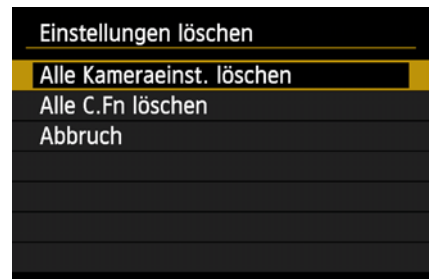 Einstellungen löschen
Alle Kameraeinst. löschen
Alle C.Fn löschen
Abbruch